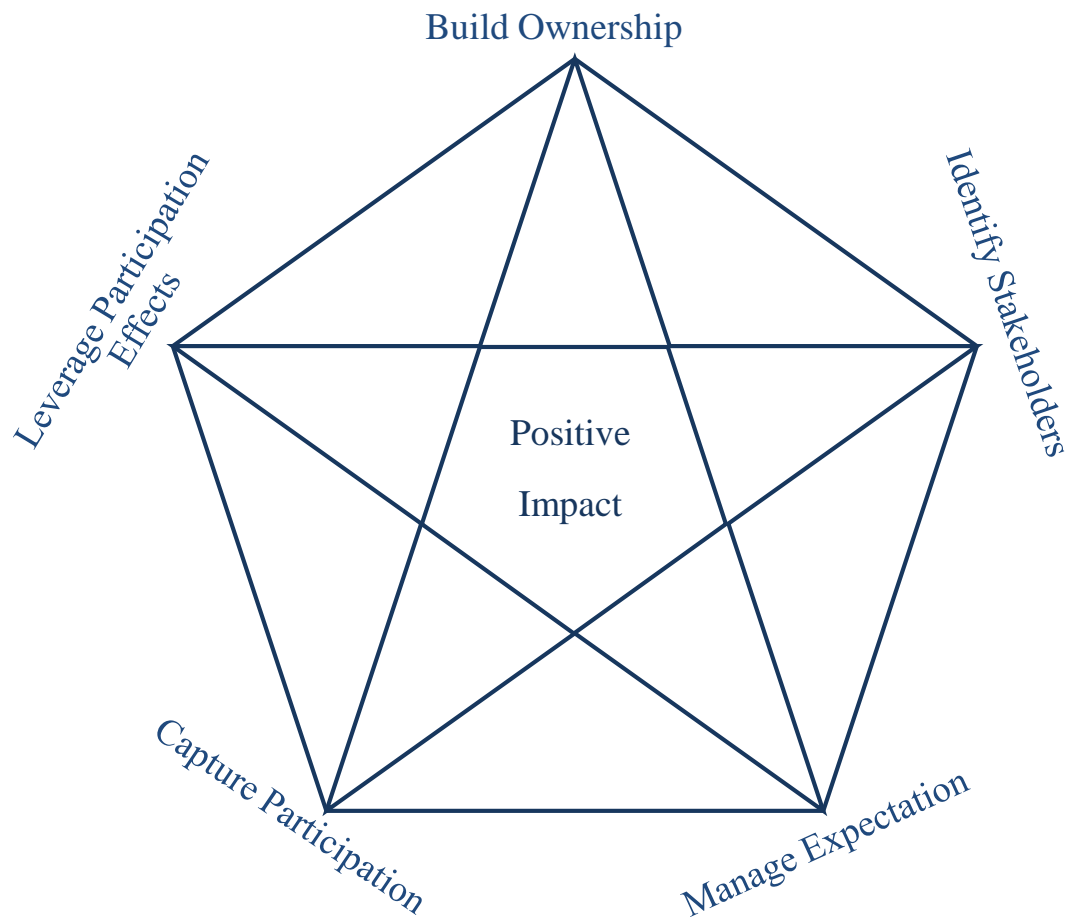 Build Ownership
Identify Stakeholders
Leverage Participation
Effects
Positive
Impact
Capture Participation
Manage Expectation